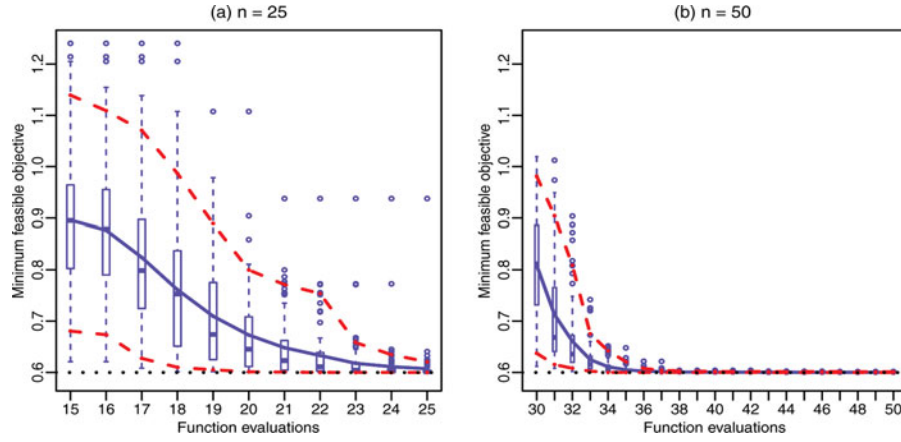 (a) n = 25
Minimum feasible objective
1.2
1.1
1.0
0.9
0.8
0.7
0.6
15 16 17 18 19 20 21 22 23 24 25
Function evaluations
(b) n = 50
Minimum feasible objective
1.2
1.1
1.0
0.9
0.8
0.7
0.6
30 32 34 36 38 40 42 44 46 48 50
Function evaluations